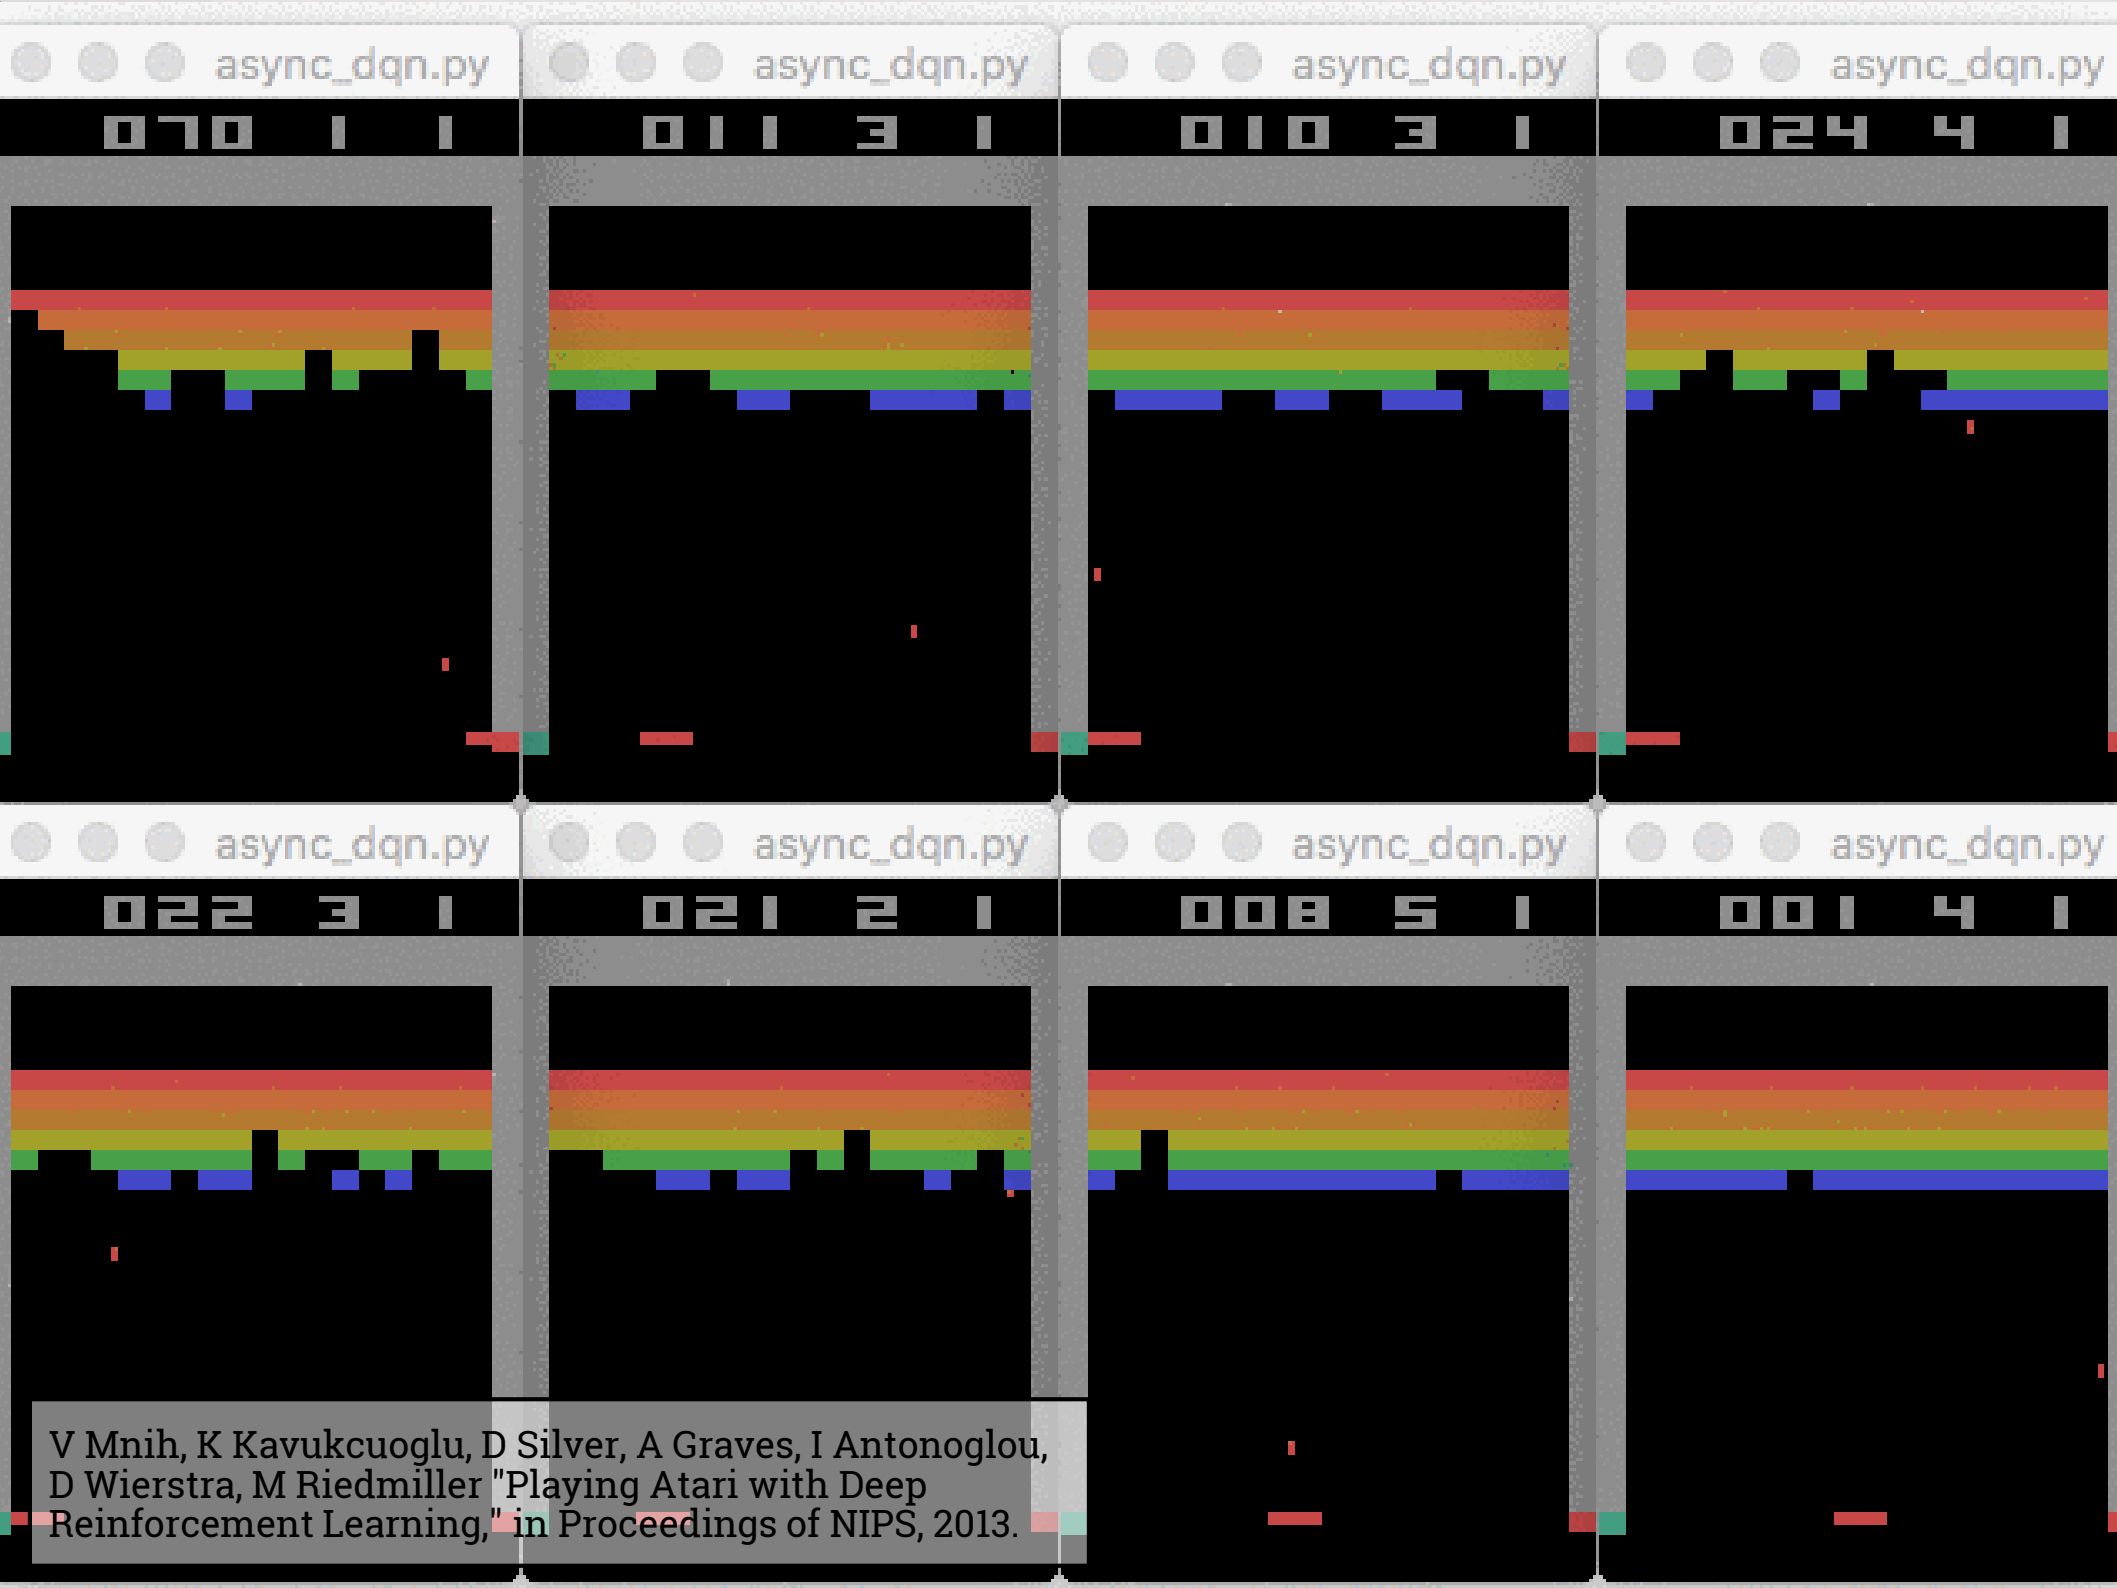 async_dqn.py async_dqn.py async_dqn.py async_dqn.py
070 1 1 011 3 1 010 3 1 024 4 1
async_dqn.py async_dqn.py async_dqn.py async_dqn.py
022 3 1 021 2 1 008 5 1 001 4 1
V Mnih, K Kavukcuoglu, D Silver, A Graves, I Antonoglou,
D Wierstra, M Riedmiller "Playing Atari with Deep
Reinforcement Learning," in Proceedings of NIPS, 2013.